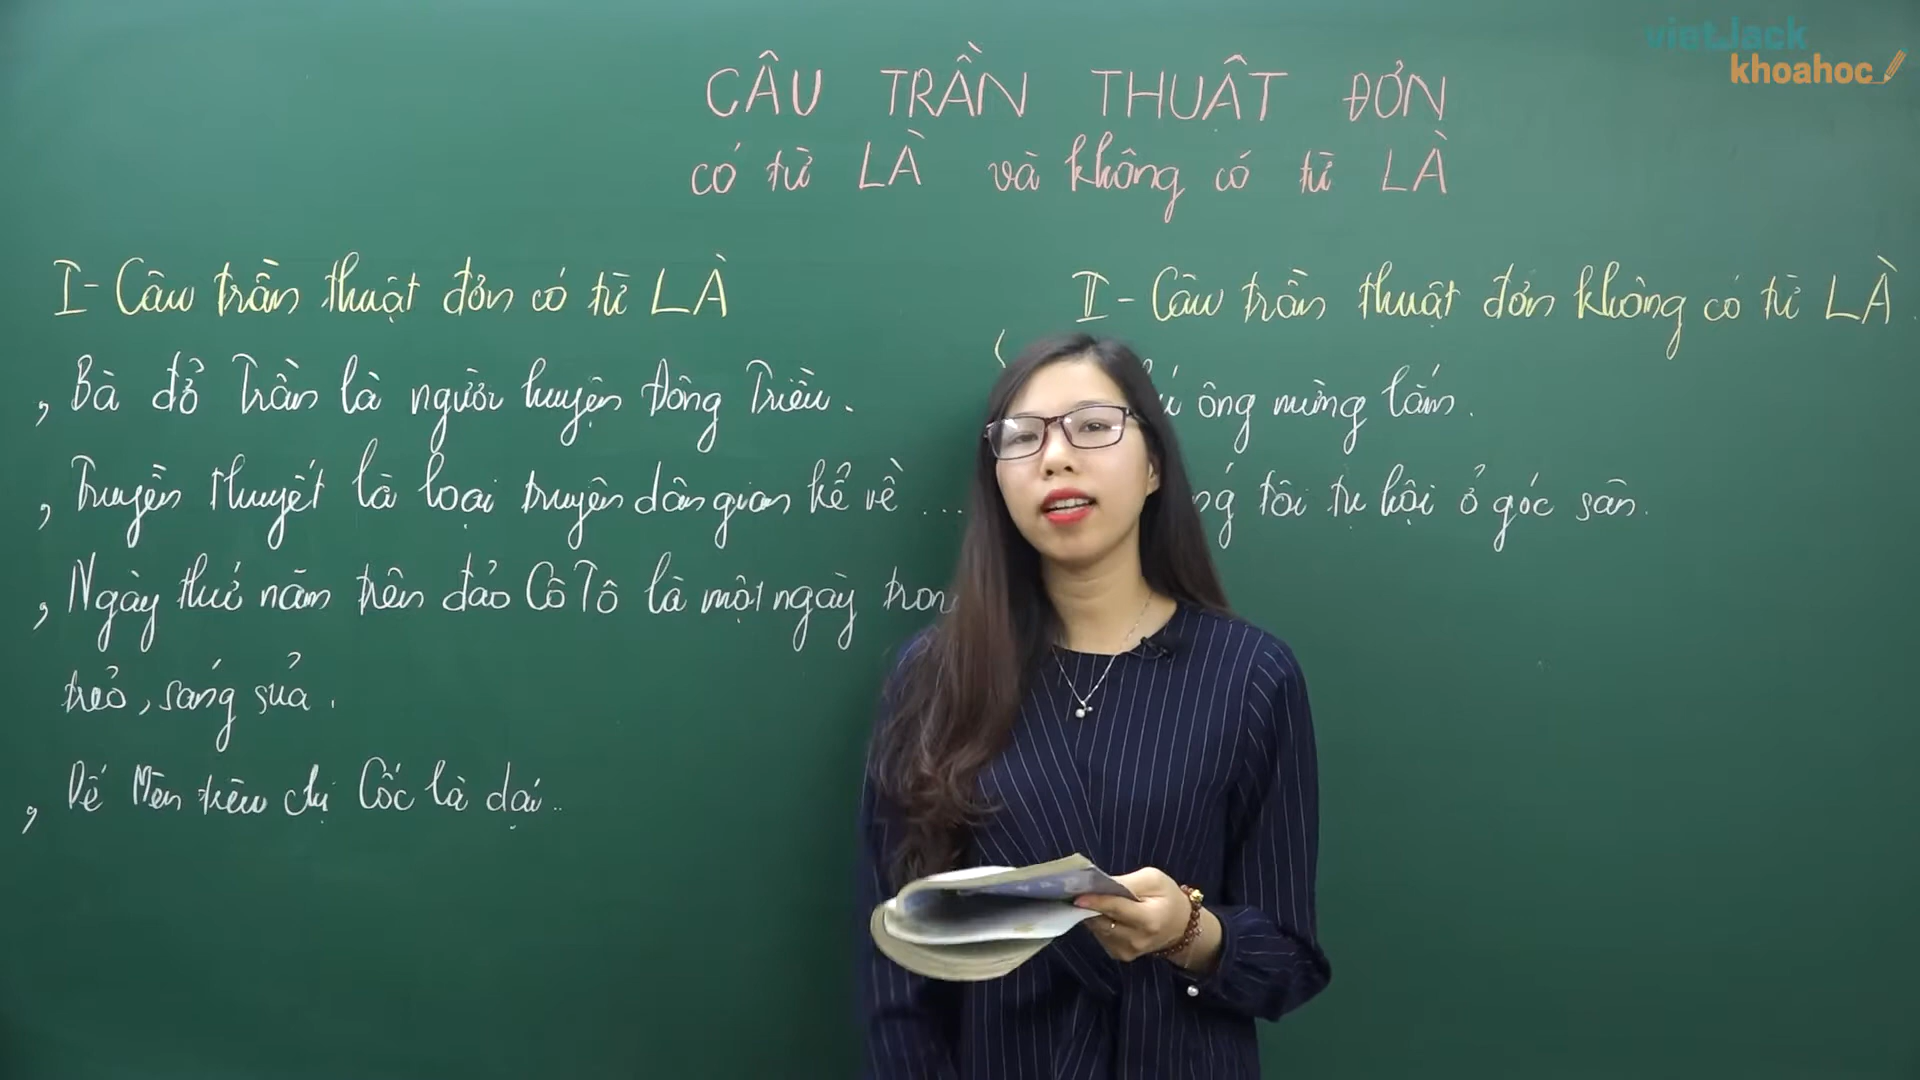 vietJack
khoahoc
CÂU TRẦN THUẬT ĐƠN
có từ LÀ và không có từ LÀ
I - Câu trần thuật đơn có từ LÀ
, Bà đỡ Trần là người huyện Đông Triều.
, Truyền thuyết là loại truyện dân gian kể về ...
, Ngày thứ năm trên đảo Cô Tô là một ngày trong
trẻo, sáng sủa.
, Dế Mèn trêu chị Cốc là dại..
II - Câu trần thuật đơn không có từ LÀ
ông mừng lắm.
tôi tụ hội ở góc sân.